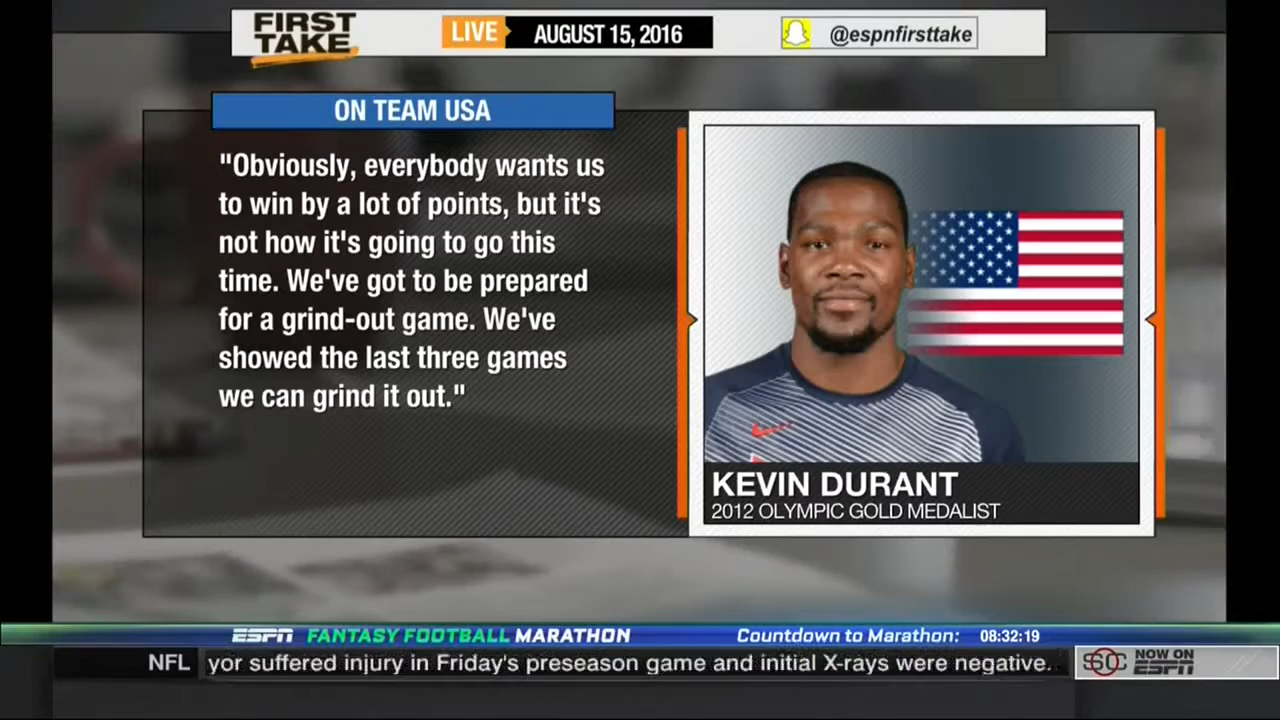 FIRST
TAKE
LIVE
AUGUST 15, 2016
@espnfirsttake
ON TEAM USA
"Obviously, everybody wants us
to win by a lot of points, but it's
not how it's going to go this
time. We've got to be prepared
for a grind-out game. We've
showed the last three games
we can grind it out."
KEVIN DURANT
2012 OLYMPIC GOLD MEDALIST
ESPN FANTASY FOOTBALL MARATHON
Countdown to Marathon: 08:32:19
NFL yor suffered injury in Friday's preseason game and initial X-rays were negative.
NOW ON
ESPN